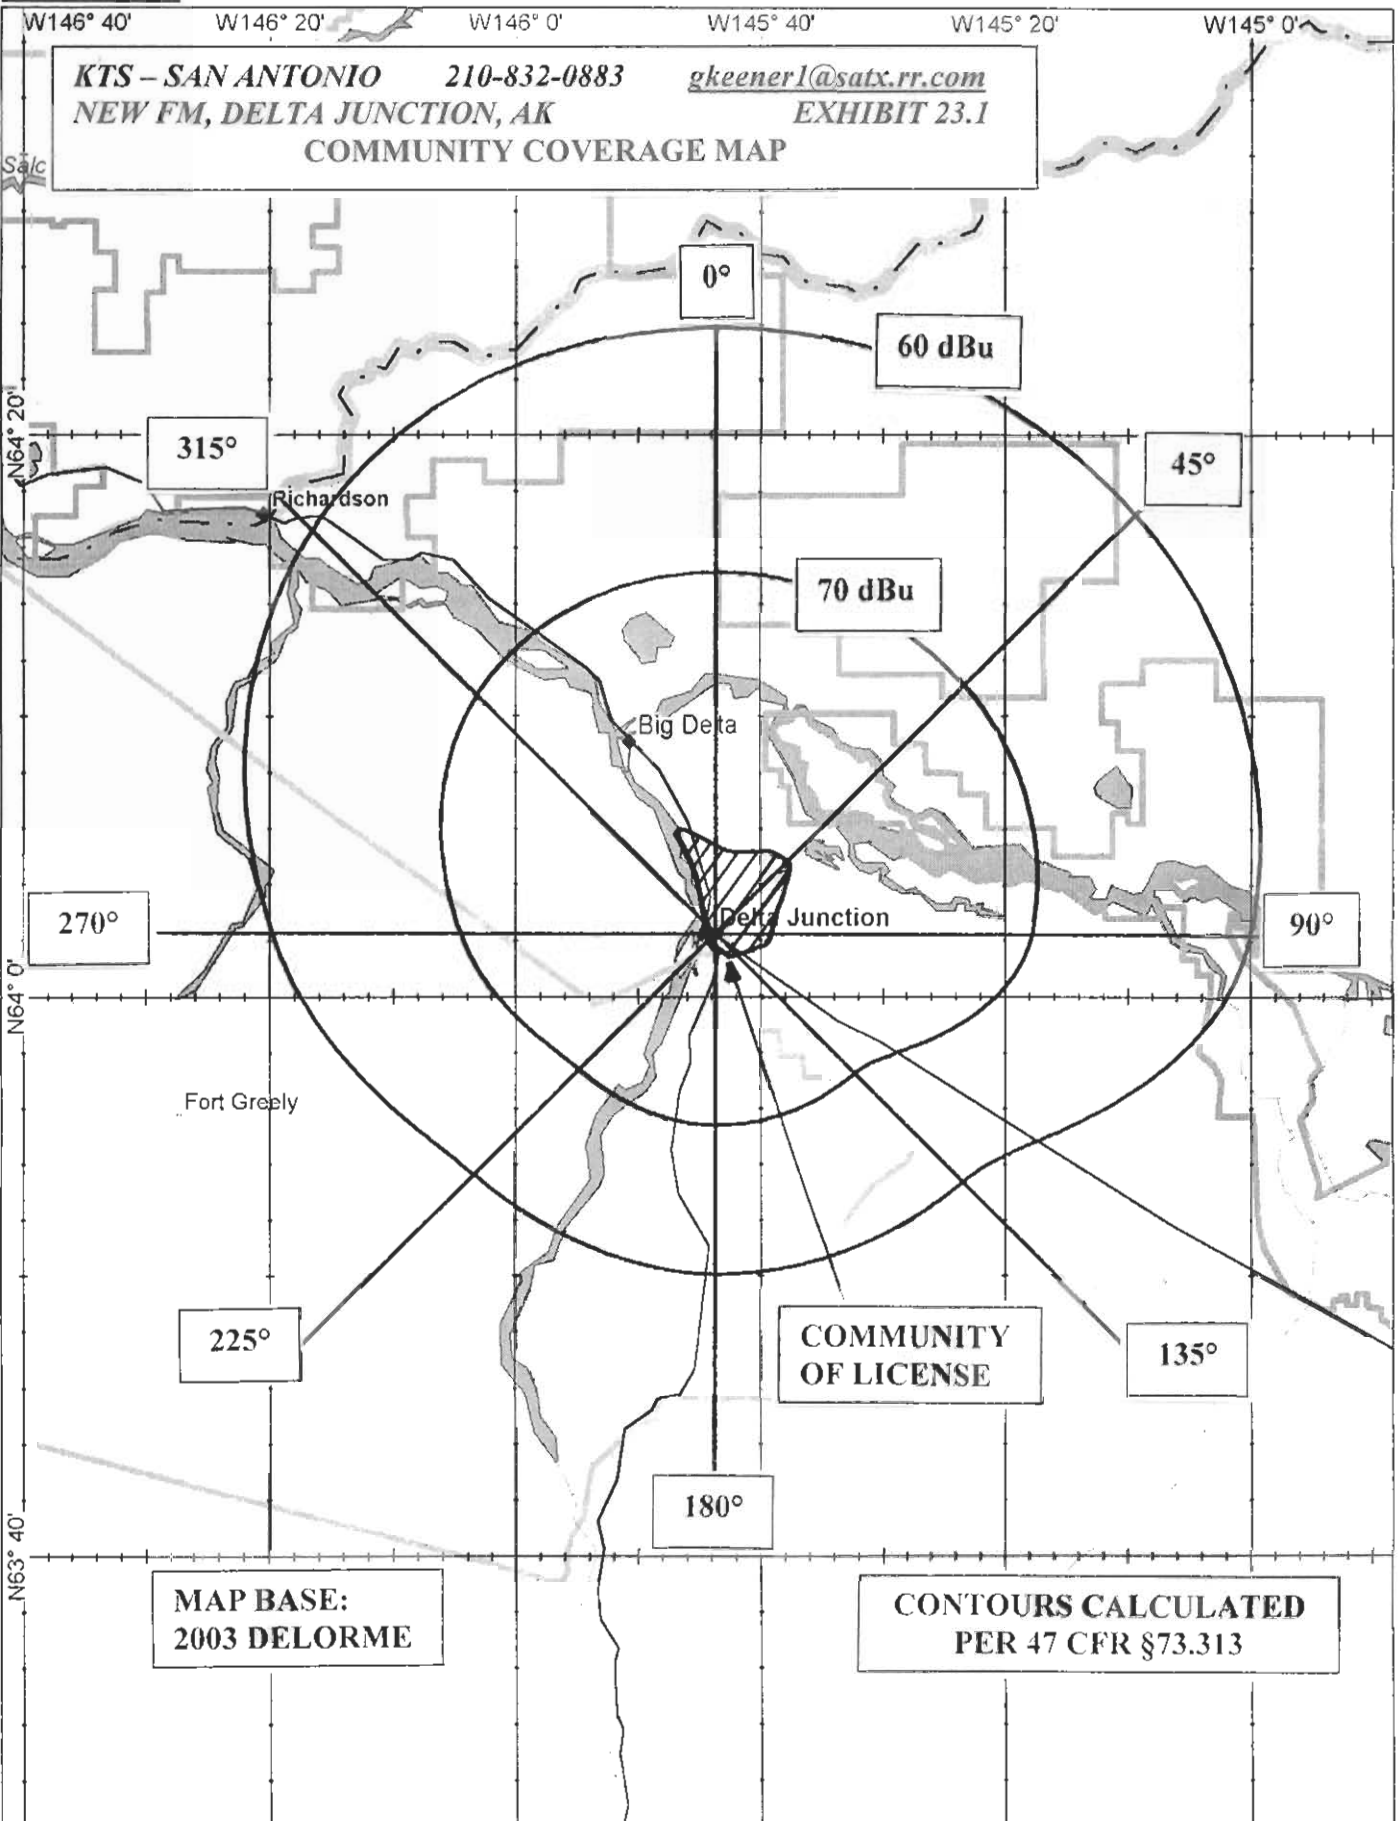 W146° 40' W146° 20' W146° 0' W145° 40' W145° 20' W145° 0'
KTS – SAN ANTONIO 210-832-0883 gkeener1@satx.rr.com
NEW FM, DELTA JUNCTION, AK EXHIBIT 23.1
COMMUNITY COVERAGE MAP
Salc
0°
60 dBu
N64° 20'
315°
45°
Richardson
70 dBu
Big Delta
Delta Junction
270°
90°
N64° 0'
Fort Greely
225°
COMMUNITY
OF LICENSE
135°
180°
N63° 40'
MAP BASE:
2003 DELORME
CONTOURS CALCULATED
PER 47 CFR §73.313